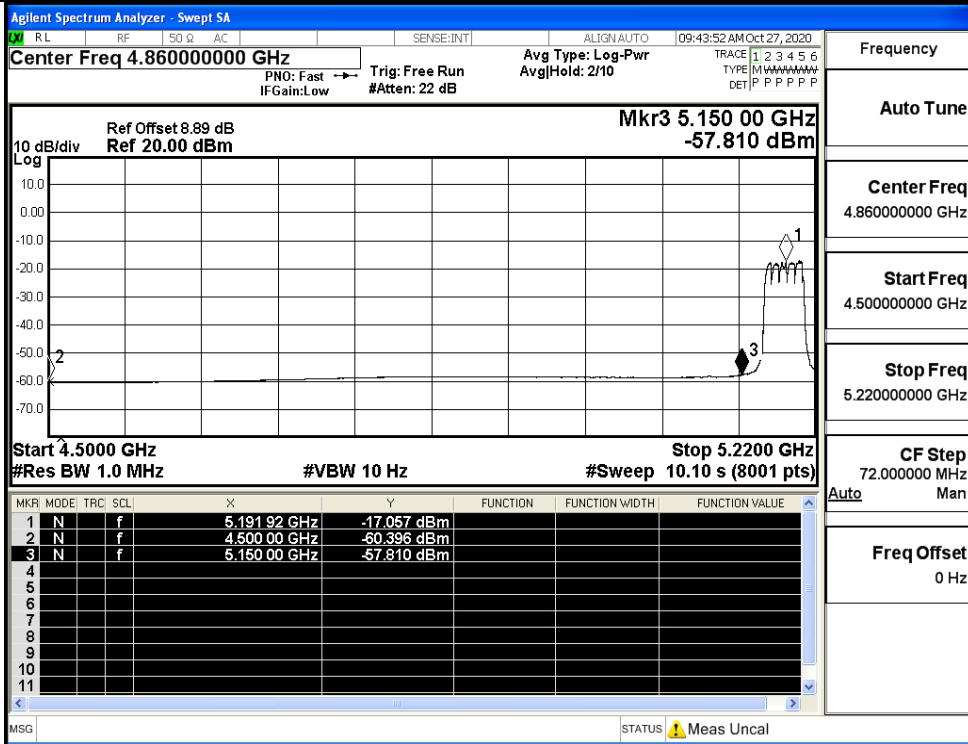 Agilent Spectrum Analyzer - Swept SA
LXI RL RF 50 Ω AC SENSE:INT ALIGN AUTO 09:43:52 AM Oct 27, 2020
Center Freq 4.860000000 GHz
PNO: Fast
IFGain:Low
Trig: Free Run
#Atten: 22 dB
Avg Type: Log-Pwr
Avg|Hold: 2/10
TRACE 1 2 3 4 5 6
TYPE M WWWWW
DET P P P P P P
Mkr3 5.150 00 GHz
-57.810 dBm
Ref Offset 8.89 dB
10 dB/div Ref 20.00 dBm
Log
10.0
0.00
-10.0
-20.0
-30.0
-40.0
-50.0
-60.0
-70.0
1
2
3
Start 4.5000 GHz Stop 5.2200 GHz
#Res BW 1.0 MHz #VBW 10 Hz #Sweep 10.10 s (8001 pts)
MKR MODE TRC SCL X Y FUNCTION FUNCTION WIDTH FUNCTION VALUE
1 N f 5.191 92 GHz -17.057 dBm
2 N f 4.500 00 GHz -60.396 dBm
3 N f 5.150 00 GHz -57.810 dBm
4
5
6
7
8
9
10
11
MSG STATUS Meas Uncal
Frequency
Auto Tune
Center Freq
4.860000000 GHz
Start Freq
4.500000000 GHz
Stop Freq
5.220000000 GHz
CF Step
72.000000 MHz
Auto Man
Freq Offset
0 Hz